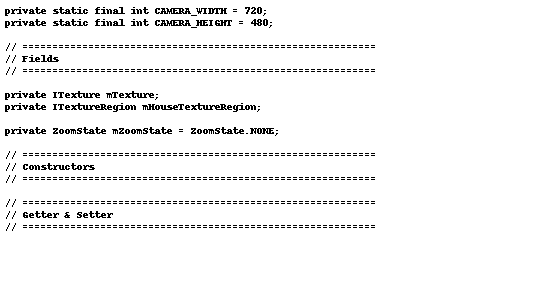 private static final int CAMERA_WIDTH = 720;
private static final int CAMERA_HEIGHT = 480;
// ===========================================================
// Fields
// ===========================================================
private ITexture mTexture;
private ITextureRegion mHouseTextureRegion;
private ZoomState mZoomState = ZoomState.NONE;
// ===========================================================
// Constructors
// ===========================================================
// ===========================================================
// Getter & Setter
// ===========================================================